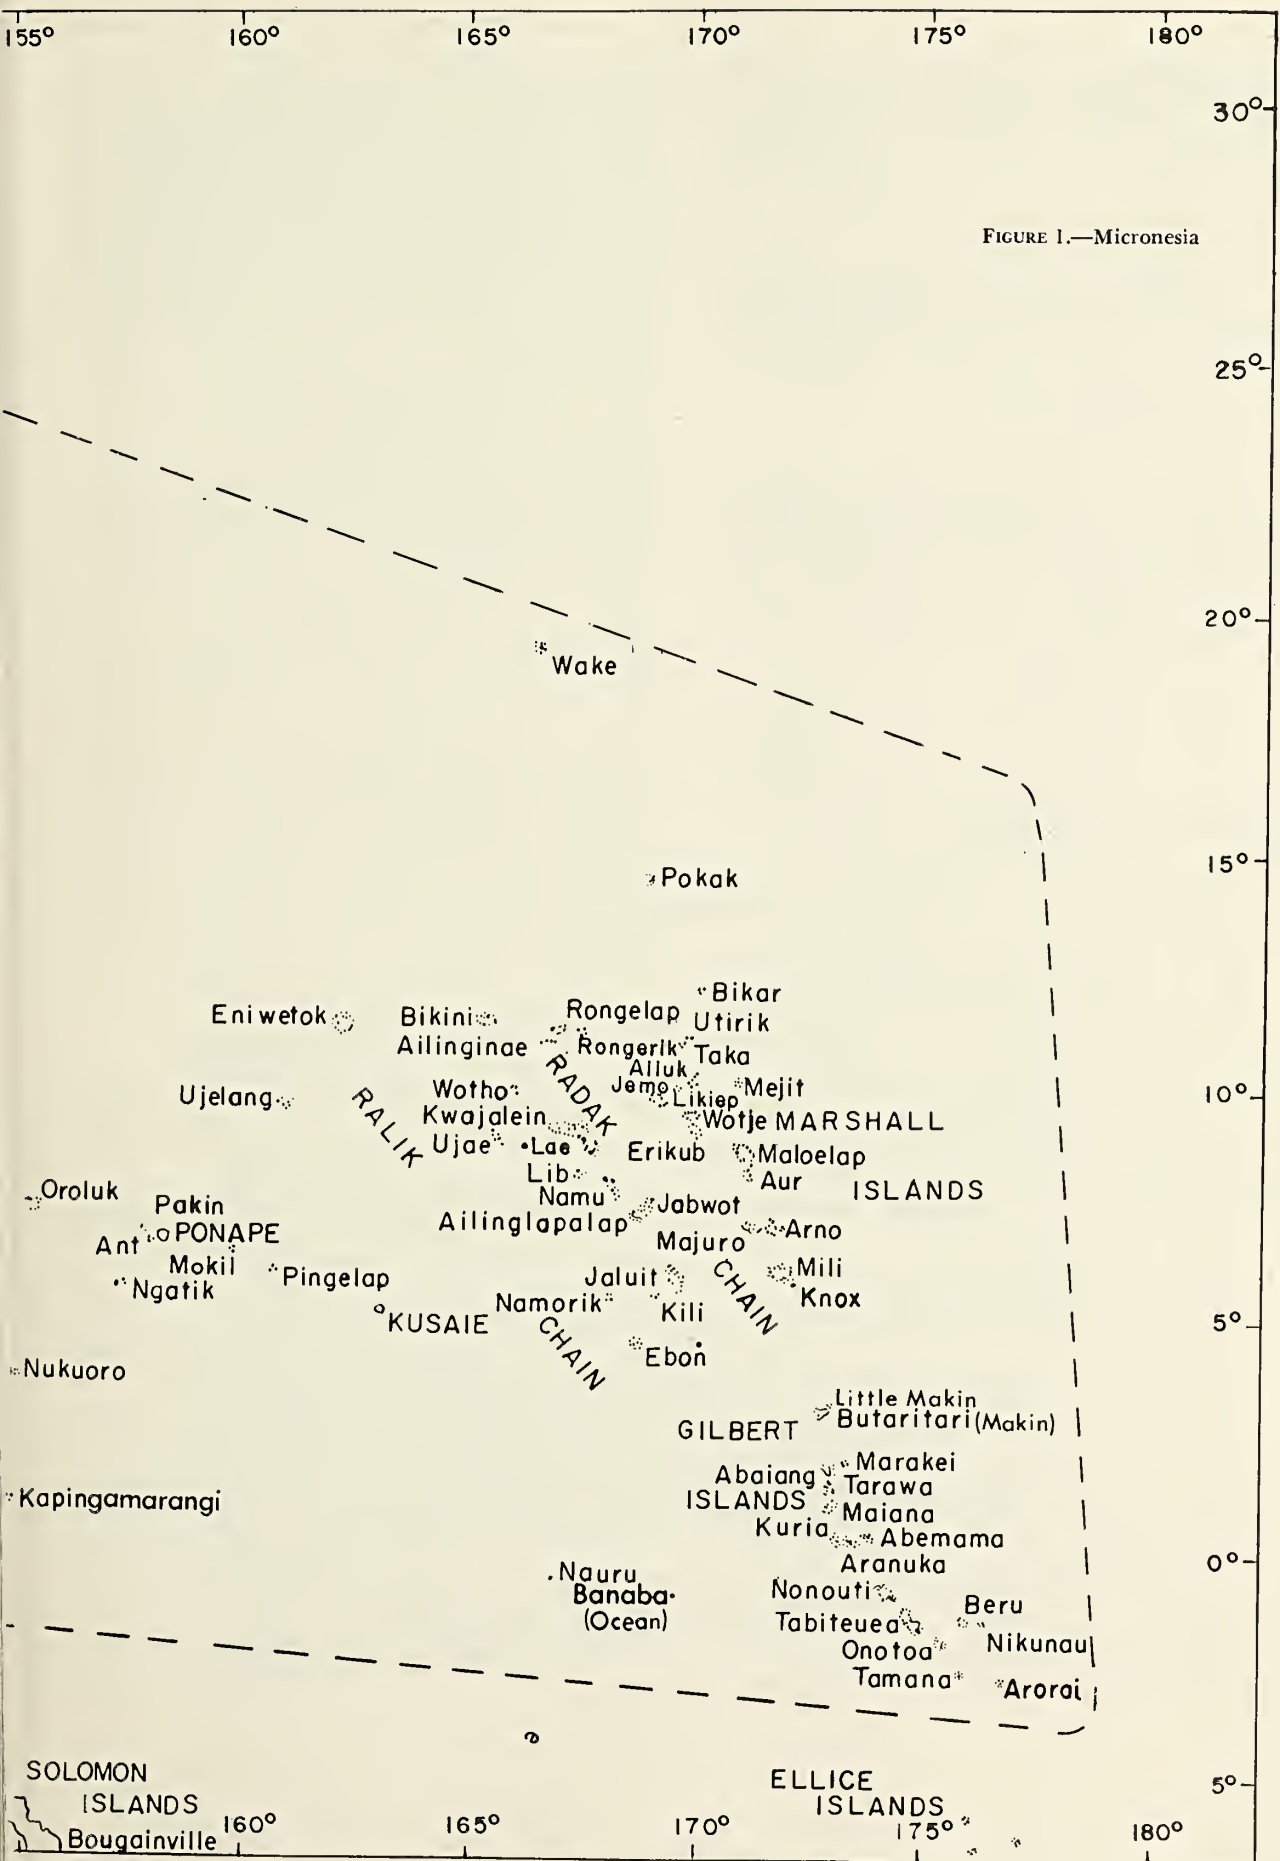 155° 160° 165° 170° 175° 180°
30°
FIGURE 1.—Micronesia
25°
20°
Wake
15°
Pokak
Bikar
Eniwetok Bikini Rongelap Utirik
Ailinginae Rongerik Taka
Ailuk
Ujelang Wotho Jemo Likiep Mejit 10°
RALIK RADAK
Kwajalein Wotje MARSHALL
Ujae Lae Erikub Maloelap
Lib Aur ISLANDS
Oroluk Namu Jabwot
Pakin Ailinglapalap
Ant PONAPE Majuro Arno
Mokil Pingelap Jaluit CHAIN Mili
Ngatik Namorik Kili Knox
KUSAIE CHAIN 5°
Ebon
Nukuoro
Little Makin
GILBERT Butaritari (Makin)
Abaiang Marakei
Kapingamarangi ISLANDS Tarawa
Maiana
Kuria Abemama
Aranuka 0°
Nauru
Banaba Nonouti
(Ocean) Tabiteuea Beru
Onotoa Nikunau
Tamana Arorai
SOLOMON ELLICE 5°
ISLANDS ISLANDS
Bougainville
160° 165° 170° 175° 180°